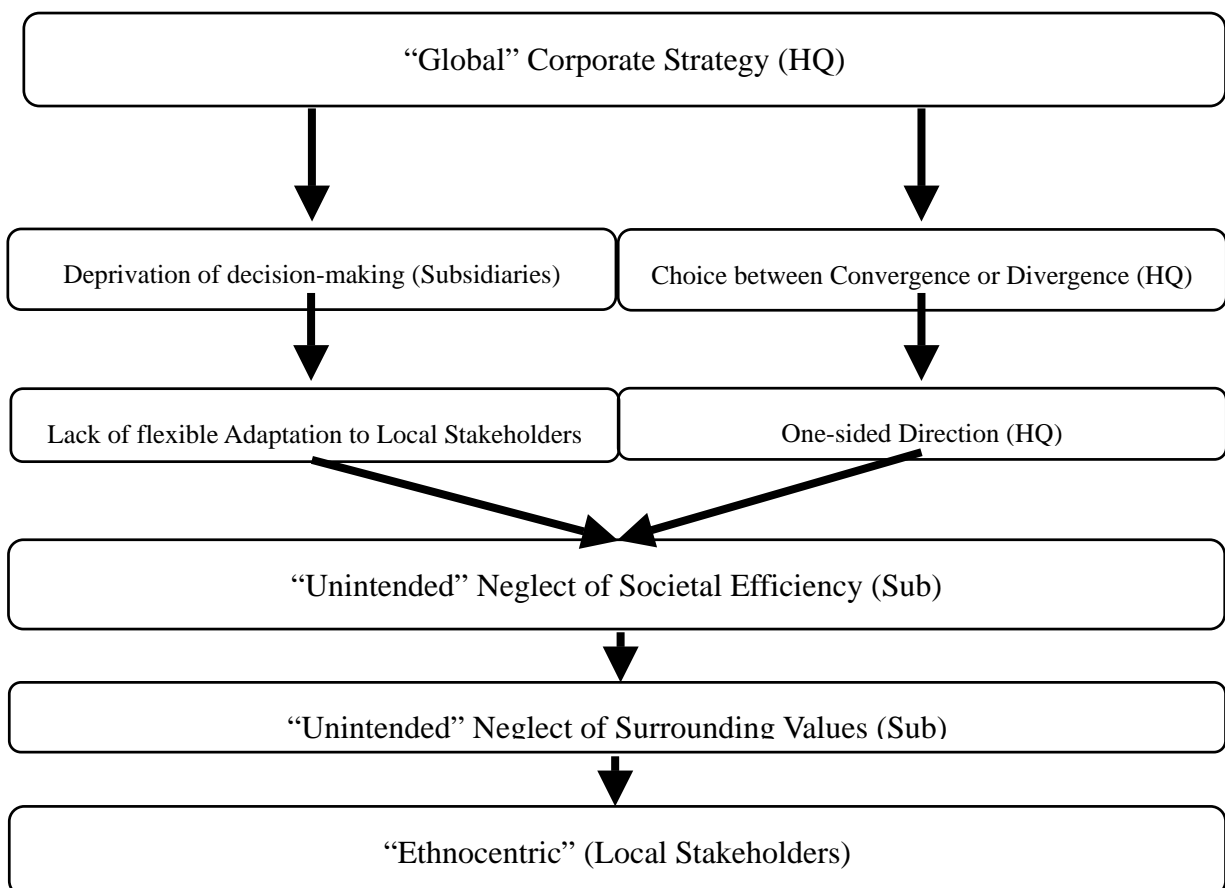 “Global” Corporate Strategy (HQ)
Deprivation of decision-making (Subsidiaries)
Choice between Convergence or Divergence (HQ)
Lack of flexible Adaptation to Local Stakeholders
One-sided Direction (HQ)
“Unintended” Neglect of Societal Efficiency (Sub)
“Unintended” Neglect of Surrounding Values (Sub)
“Ethnocentric” (Local Stakeholders)